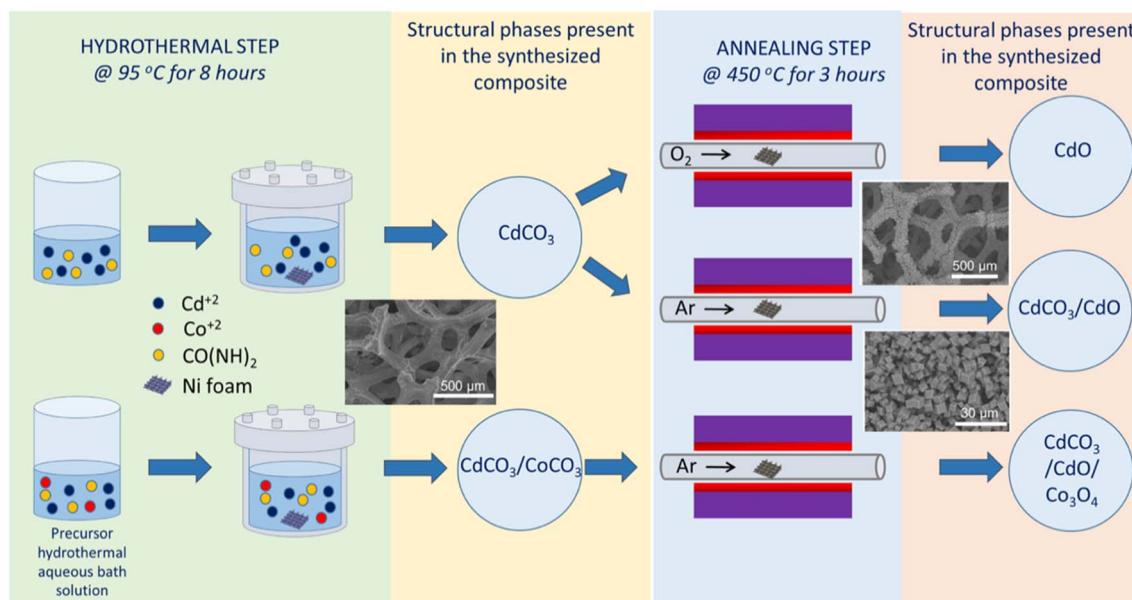 HYDROTHERMAL STEP
@ 95 °C for 8 hours
Structural phases present
in the synthesized
composite
CdCO₃
Cd⁺²
Co⁺²
CO(NH)₂
Ni foam
500 µm
CdCO₃/CoCO₃
Precursor
hydrothermal
aqueous bath
solution
ANNEALING STEP
@ 450 °C for 3 hours
Structural phases present
in the synthesized
composite
O₂
CdO
500 µm
Ar
CdCO₃/CdO
30 µm
Ar
CdCO₃
/CdO/
Co₃O₄